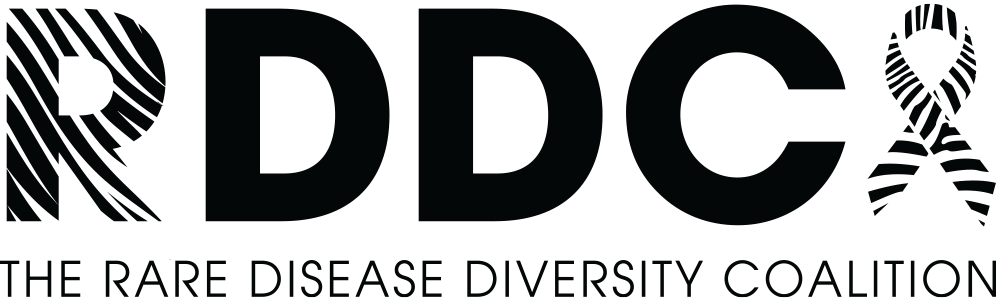 RDDC
THE RARE DISEASE DIVERSITY COALITION